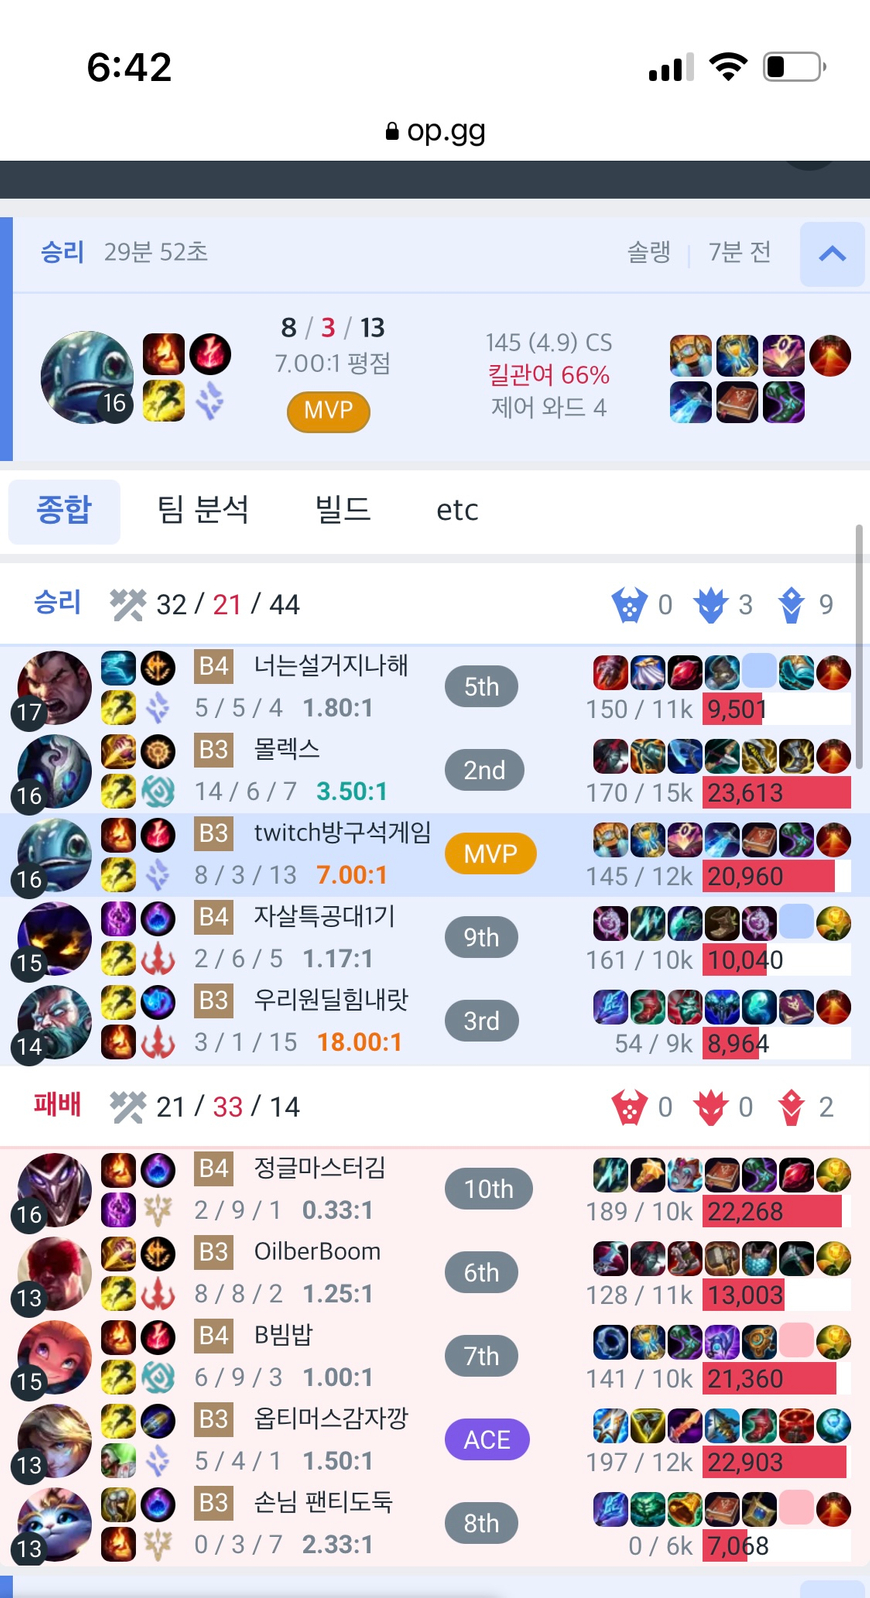 6:42
op.gg
승리 29분 52초 솔랭 7분 전
8 / 3 / 13
7.00:1 평점
MVP
145 (4.9) CS
킬관여 66%
제어 와드 4
16
종합 팀 분석 빌드 etc
승리 32 / 21 / 44 0 3 9
B4 너는설거지나해 5th
17 5 / 5 / 4 1.80:1 150 / 11k 9,501
B3 몰렉스 2nd
16 14 / 6 / 7 3.50:1 170 / 15k 23,613
B3 twitch방구석게임 MVP
16 8 / 3 / 13 7.00:1 145 / 12k 20,960
B4 자살특공대1기 9th
15 2 / 6 / 5 1.17:1 161 / 10k 10,040
B3 우리원딜힘내랏 3rd
14 3 / 1 / 15 18.00:1 54 / 9k 8,964
패배 21 / 33 / 14 0 0 2
B4 정글마스터김 10th
16 2 / 9 / 1 0.33:1 189 / 10k 22,268
B3 OilberBoom 6th
13 8 / 8 / 2 1.25:1 128 / 11k 13,003
B4 B빔밥 7th
15 6 / 9 / 3 1.00:1 141 / 10k 21,360
B3 옵티머스감자깡 ACE
13 5 / 4 / 1 1.50:1 197 / 12k 22,903
B3 손님 팬티도둑 8th
13 0 / 3 / 7 2.33:1 0 / 6k 7,068